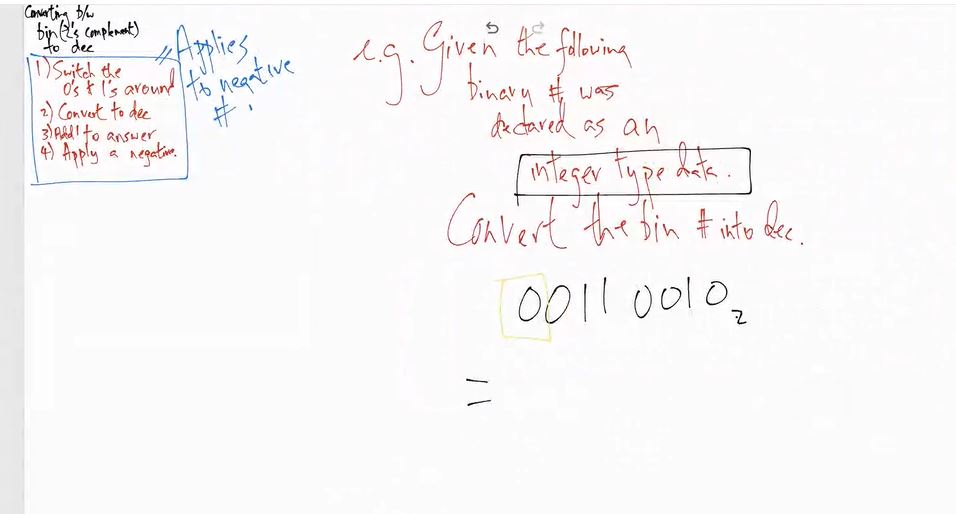 Converting b/w
bin(2's complement)
to dec
1) Switch the
0's & 1's around
2) Convert to dec
3) Add 1 to answer
4) Apply a negative.
Applies
to negative
# .
e.g. Given the following
binary # was
declared as an
integer type data.
Convert the bin # into dec.
0011 0010₂
=